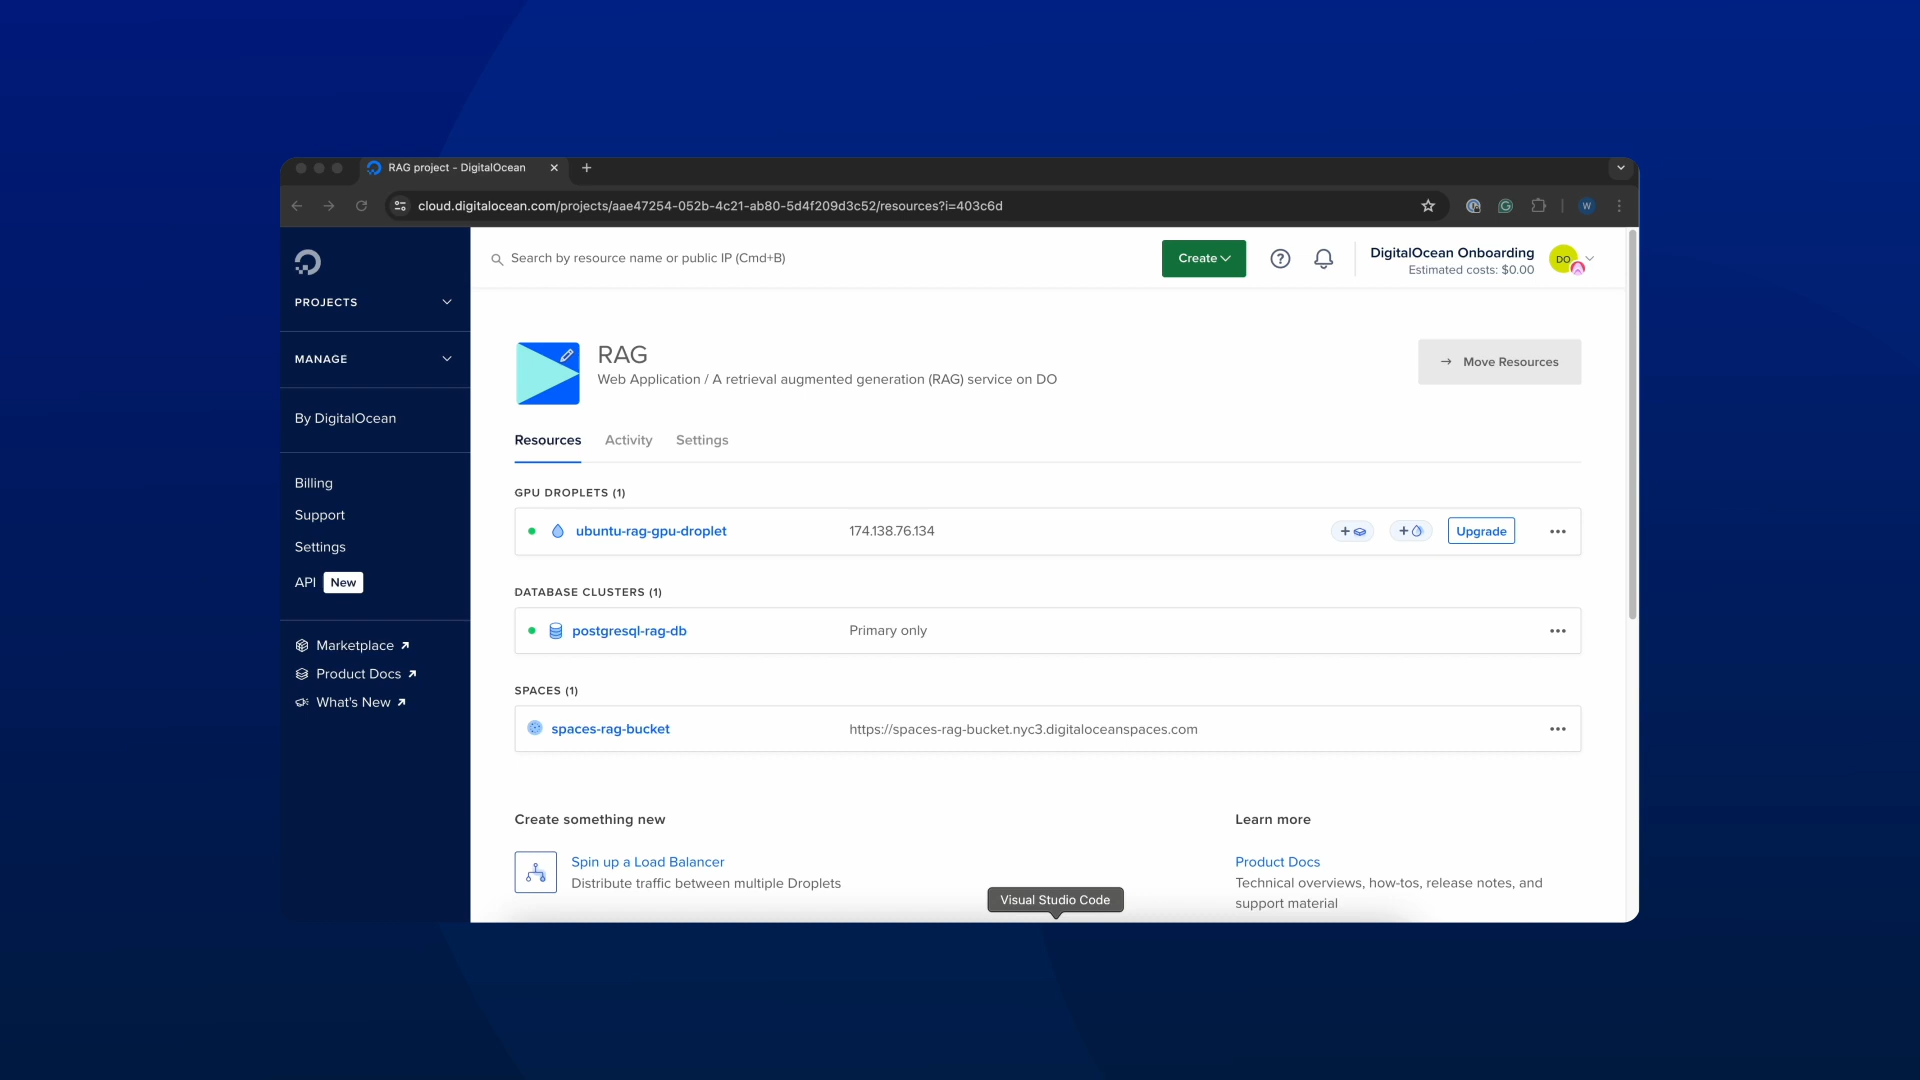 RAG project - DigitalOcean
cloud.digitalocean.com/projects/aae47254-052b-4c21-ab80-5d4f209d3c52/resources?i=403c6d
W
PROJECTS
MANAGE
By DigitalOcean
Billing
Support
Settings
API New
Marketplace
Product Docs
What's New
Search by resource name or public IP (Cmd+B)
Create
DigitalOcean Onboarding
Estimated costs: $0.00
DO
RAG
Web Application / A retrieval augmented generation (RAG) service on DO
Move Resources
Resources Activity Settings
GPU DROPLETS (1)
ubuntu-rag-gpu-droplet 174.138.76.134 Upgrade
DATABASE CLUSTERS (1)
postgresql-rag-db Primary only
SPACES (1)
spaces-rag-bucket https://spaces-rag-bucket.nyc3.digitaloceanspaces.com
Create something new
Spin up a Load Balancer
Distribute traffic between multiple Droplets
Learn more
Product Docs
Technical overviews, how-tos, release notes, and
support material
Visual Studio Code